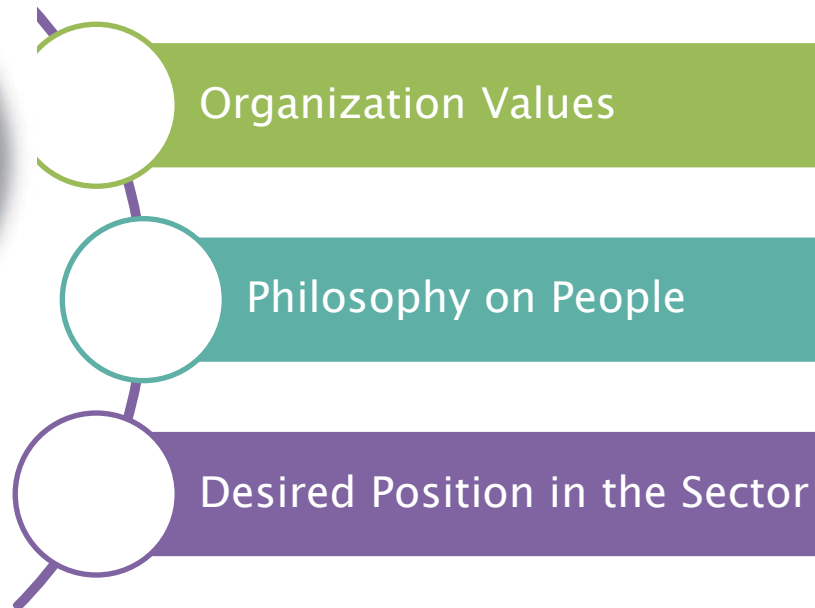 Organization Values
Philosophy on People
Desired Position in the Sector